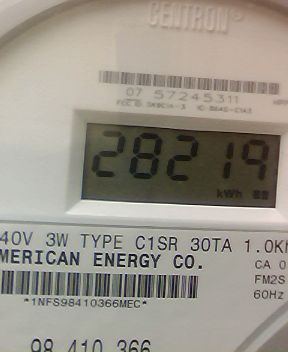 CENTRON®
07 57245311
28219
kWh
40V 3W TYPE C1SR 30TA 1.0Kh
MERICAN ENERGY CO.
CA 0
FM2S
60Hz
*1NFS98410366MEC*
98 410 366